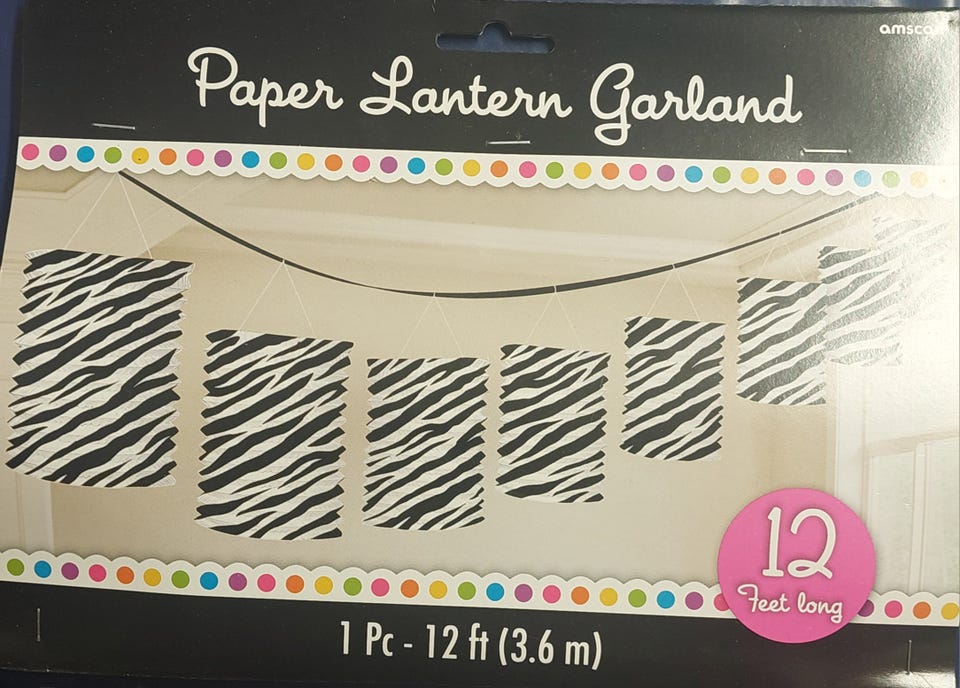 amscan
Paper Lantern Garland
12
Feet long
1 Pc - 12 ft (3.6 m)